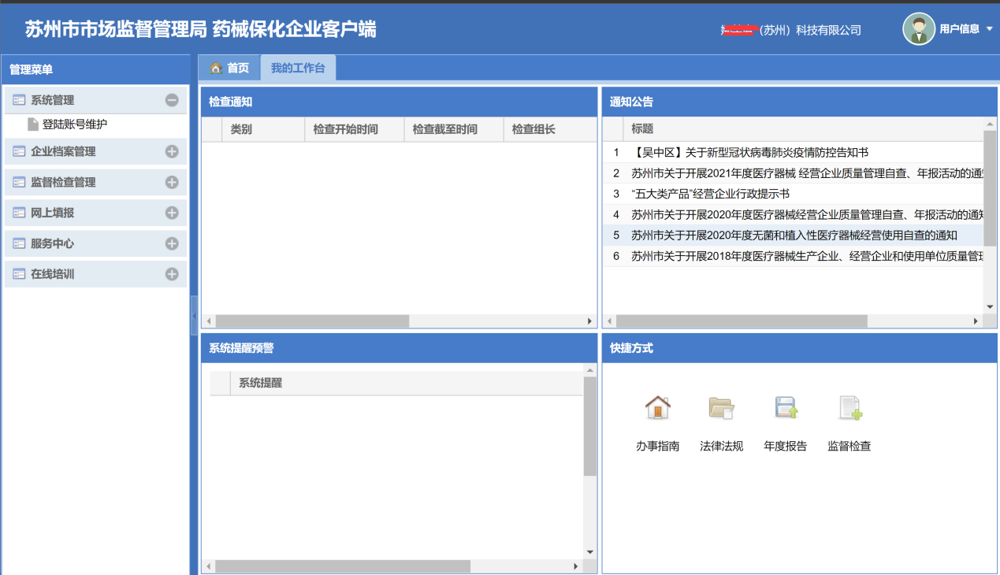 苏州市市场监督管理局 药械保化企业客户端
(苏州）科技有限公司
用户信息
管理菜单
首页
我的工作台
系统管理
登陆账号维护
企业档案管理
监督检查管理
网上填报
服务中心
在线培训
检查通知
类别
检查开始时间
检查截至时间
检查组长
通知公告
标题
1 【吴中区】关于新型冠状病毒肺炎疫情防控告知书
2 苏州市关于开展2021年度医疗器械 经营企业质量管理自查、年报活动的通
3 “五大类产品”经营企业行政提示书
4 苏州市关于开展2020年度医疗器械经营企业质量管理自查、年报活动的通知
5 苏州市关于开展2020年度无菌和植入性医疗器械经营使用自查的通知
6 苏州市关于开展2018年度医疗器械生产企业、经营企业和使用单位质量管理
系统提醒预警
系统提醒
快捷方式
办事指南
法律法规
年度报告
监督检查